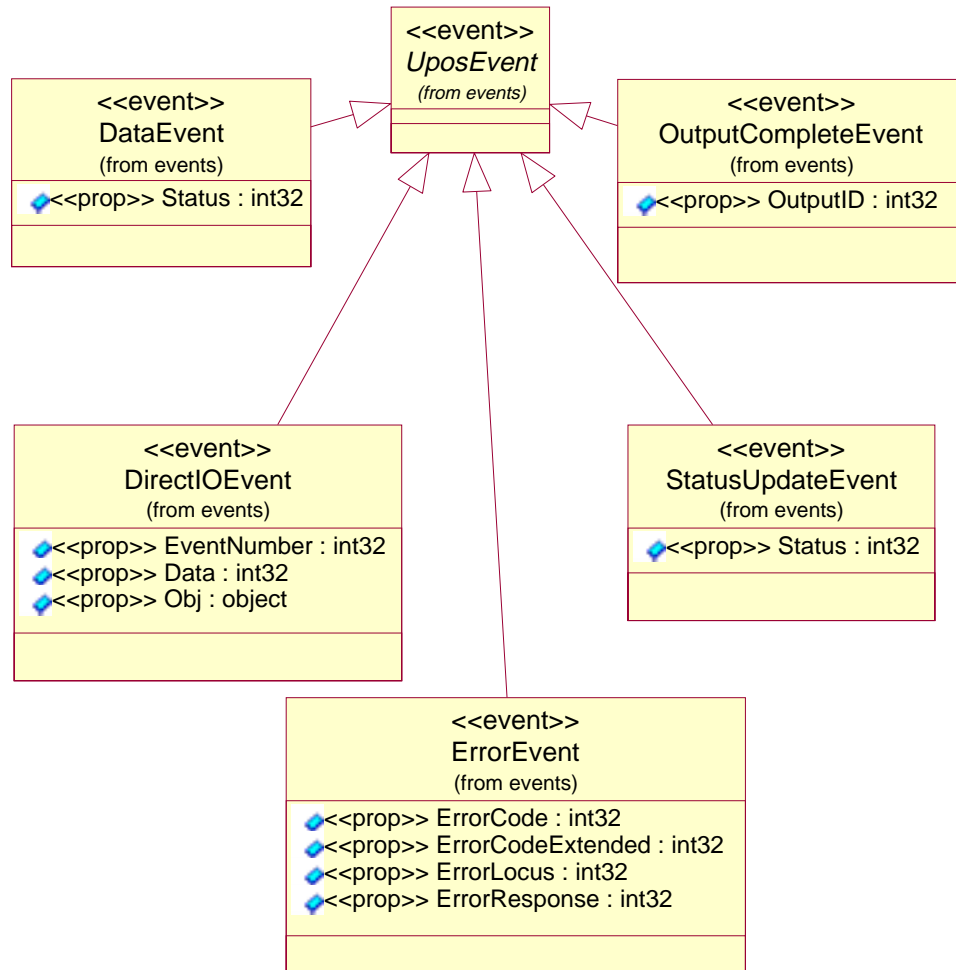 <<event>>
UposEvent
(from events)
<<event>>
DataEvent
(from events)
<<prop>> Status : int32
<<event>>
OutputCompleteEvent
(from events)
<<prop>> OutputID : int32
<<event>>
DirectIOEvent
(from events)
<<prop>> EventNumber : int32
<<prop>> Data : int32
<<prop>> Obj : object
<<event>>
StatusUpdateEvent
(from events)
<<prop>> Status : int32
<<event>>
ErrorEvent
(from events)
<<prop>> ErrorCode : int32
<<prop>> ErrorCodeExtended : int32
<<prop>> ErrorLocus : int32
<<prop>> ErrorResponse : int32